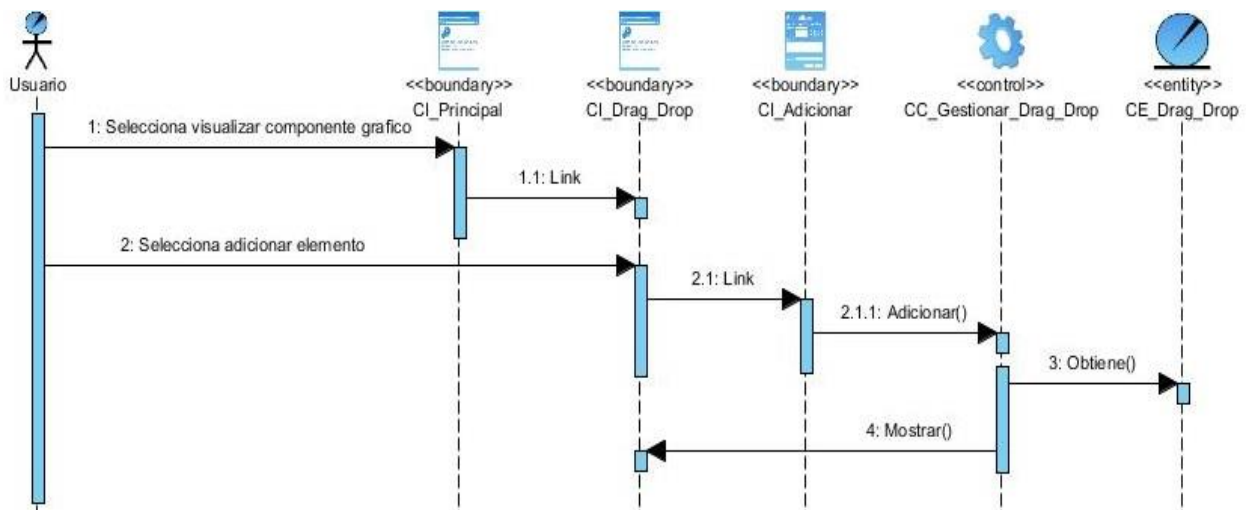 Usuario
<<boundary>>
CI_Principal
<<boundary>>
CI_Drag_Drop
<<boundary>>
CI_Adicionar
<<control>>
CC_Gestionar_Drag_Drop
<<entity>>
CE_Drag_Drop
1: Selecciona visualizar componente grafico
1.1: Link
2: Selecciona adicionar elemento
2.1: Link
2.1.1: Adicionar()
3: Obtiene()
4: Mostrar()